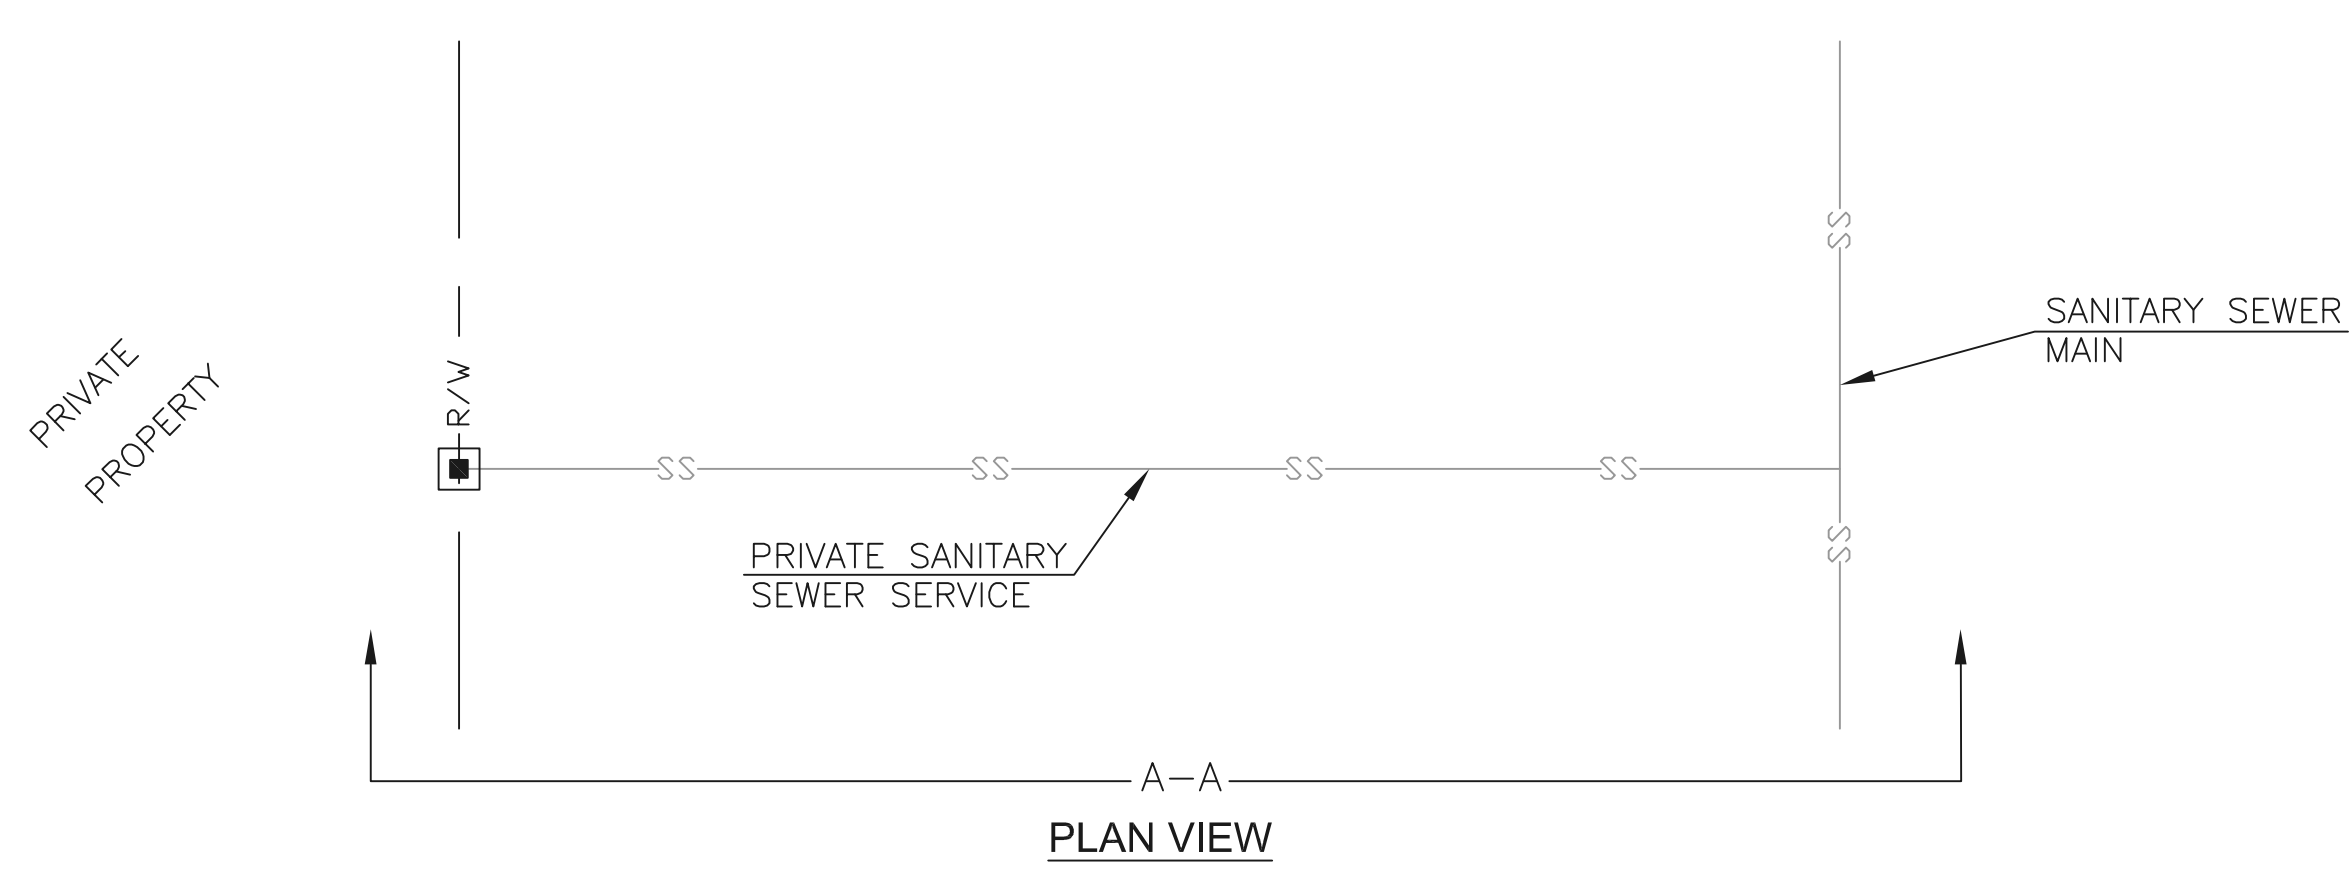 SS
SANITARY SEWER
MAIN
PRIVATE
PROPERTY
R/W
SS SS SS SS
SS
PRIVATE SANITARY
SEWER SERVICE
A-A
PLAN VIEW